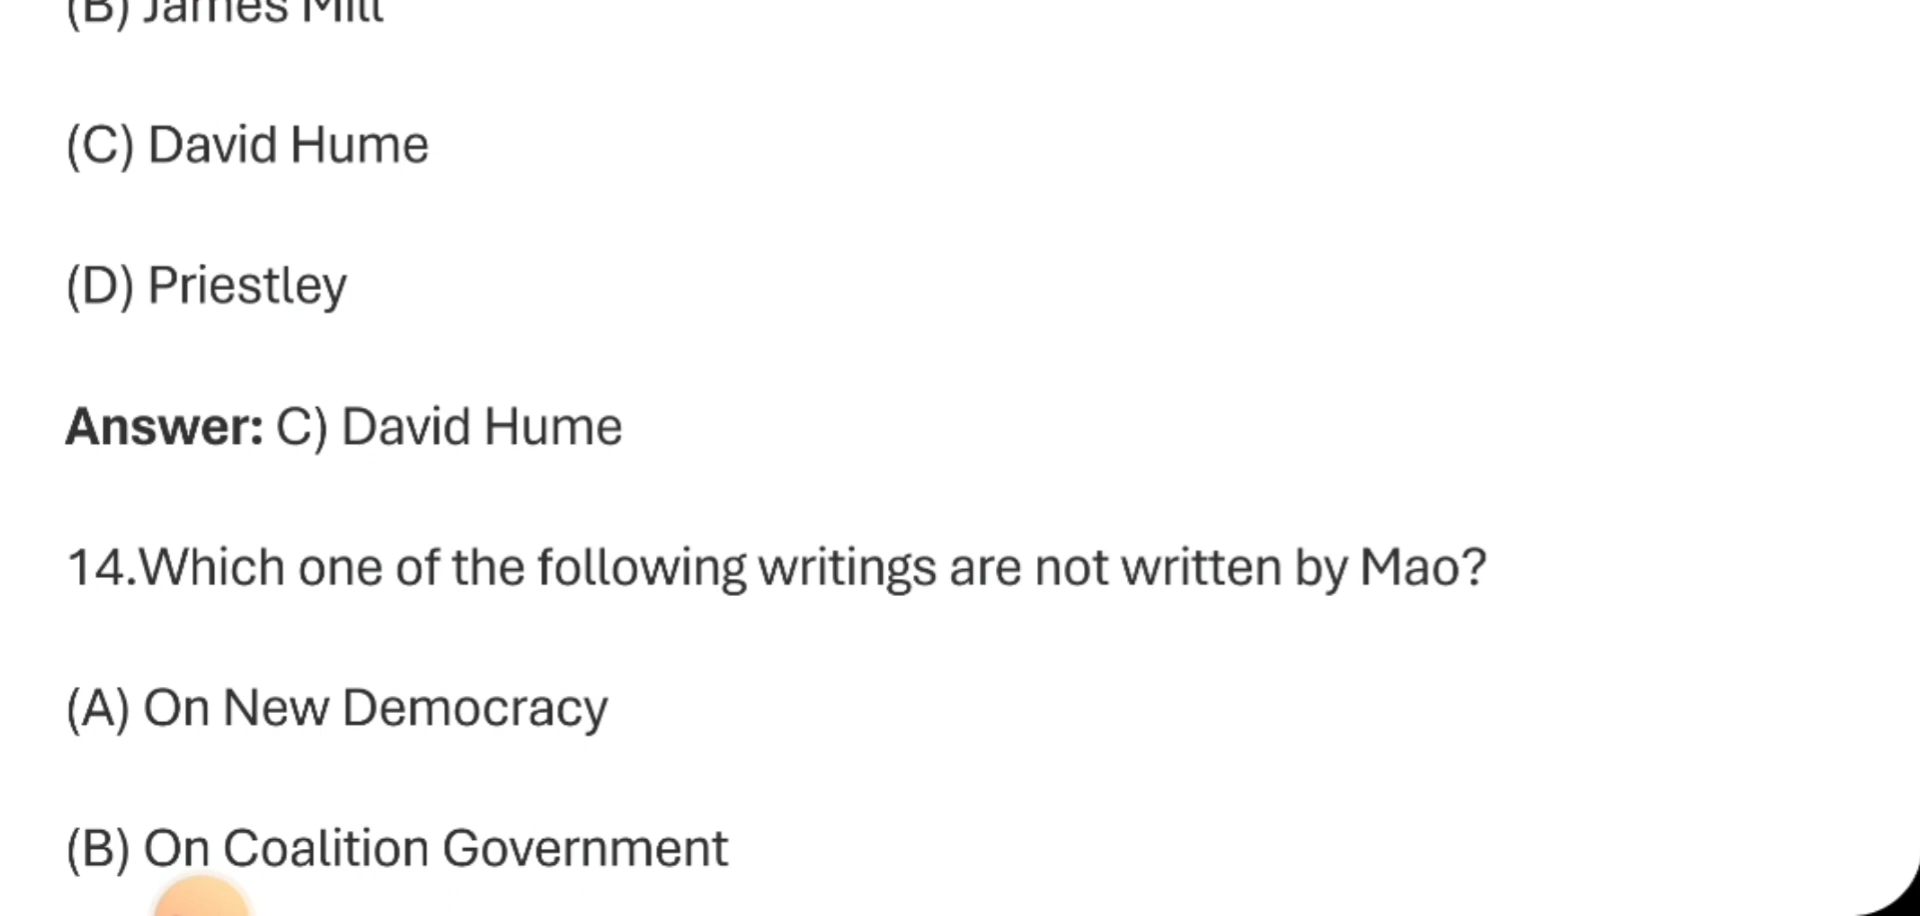 (B) James Mill
(C) David Hume
(D) Priestley
Answer: C) David Hume
14.Which one of the following writings are not written by Mao?
(A) On New Democracy
(B) On Coalition Government